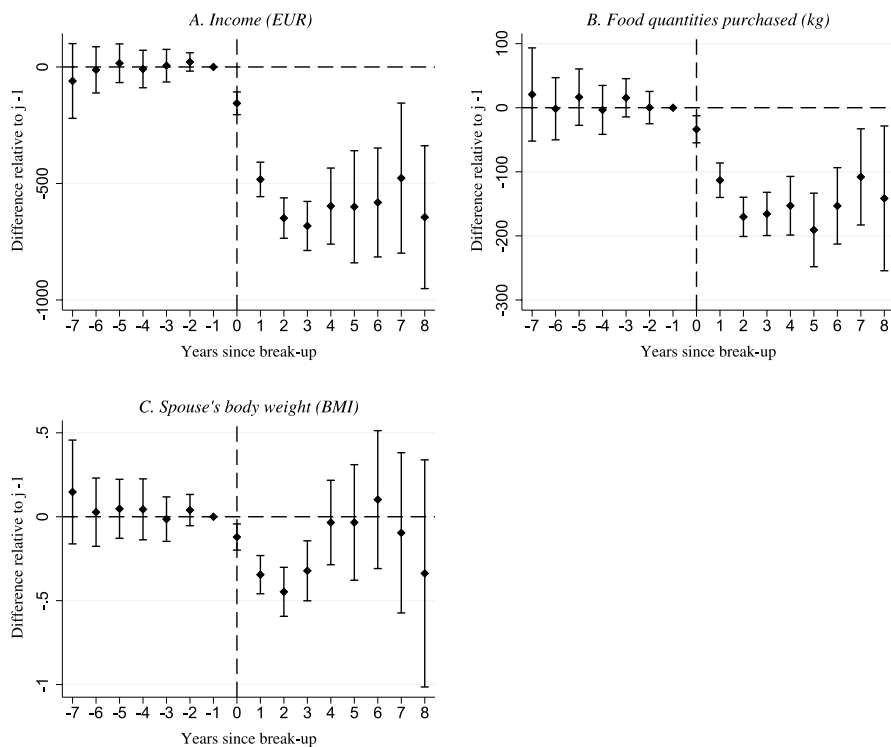 A. Income (EUR)
Difference relative to j -1
0
-500
-1000
-7 -6 -5 -4 -3 -2 -1 0 1 2 3 4 5 6 7 8
Years since break-up
B. Food quantities purchased (kg)
Difference relative to j -1
100
0
-100
-200
-300
-7 -6 -5 -4 -3 -2 -1 0 1 2 3 4 5 6 7 8
Years since break-up
C. Spouse's body weight (BMI)
Difference relative to j -1
.5
0
-.5
-1
-7 -6 -5 -4 -3 -2 -1 0 1 2 3 4 5 6 7 8
Years since break-up